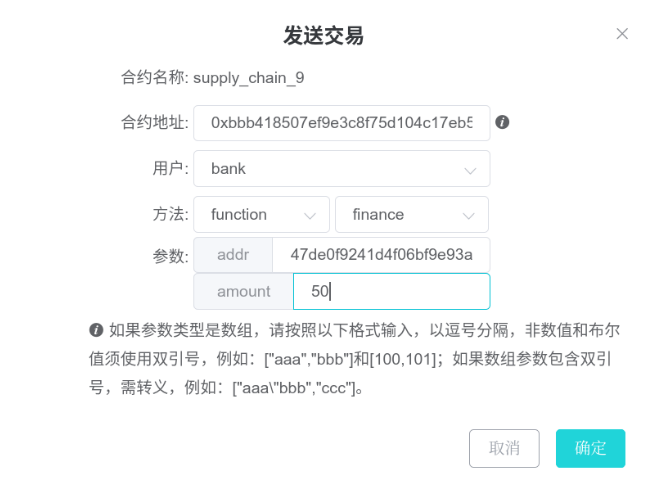 发送交易
合约名称: supply_chain_9
合约地址: 0xbbb418507ef9e3c8f75d104c17eb5
用户: bank
方法: function finance
参数: addr 47de0f9241d4f06bf9e93a
amount 50
如果参数类型是数组，请按照以下格式输入，以逗号分隔，非数值和布尔
值须使用双引号，例如：["aaa","bbb"]和[100,101]；如果数组参数包含双引
号，需转义，例如：["aaa\"bbb","ccc"]。
取消 确定